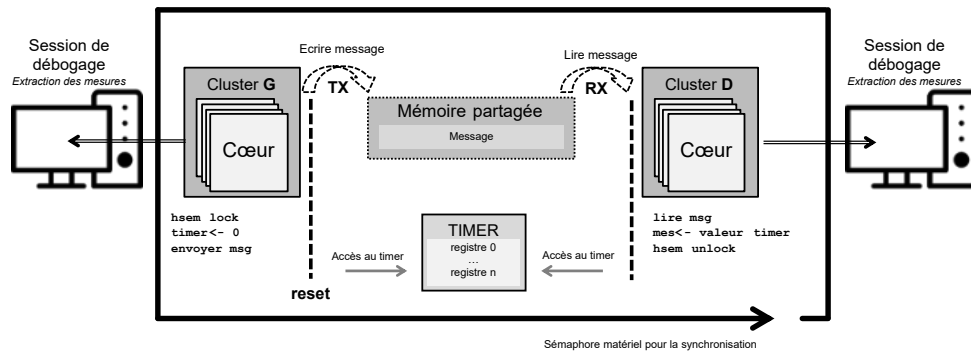 Session de
débogage
Extraction des mesures
Cluster G
Cœur
hsem lock
timer<- 0
envoyer msg
Ecrire message
TX
Mémoire partagée
Message
Lire message
RX
Cluster D
Cœur
lire msg
mes<- valeur timer
hsem unlock
Session de
débogage
Extraction des mesures
TIMER
registre 0
...
registre n
Accès au timer
Accès au timer
reset
Sémaphore matériel pour la synchronisation